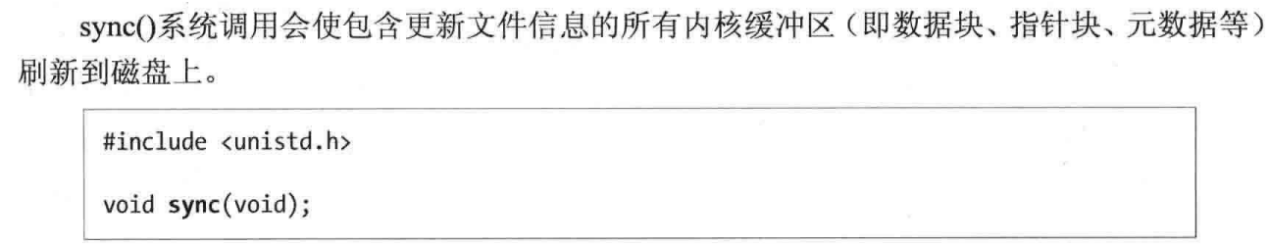 sync()系统调用会使包含更新文件信息的所有内核缓冲区（即数据块、指针块、元数据等）
刷新到磁盘上。
#include <unistd.h>
void sync(void);